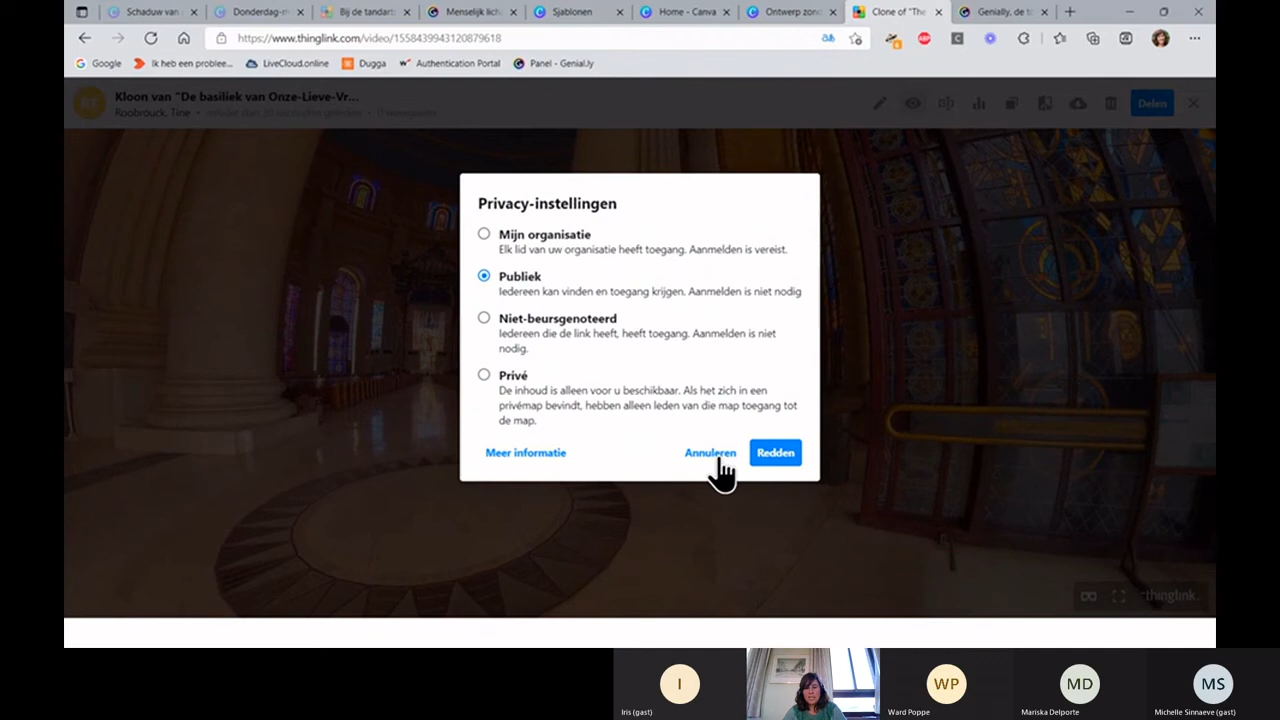 Schaduw van
Donderdag-m
Bij de tandarts
Menselijk lich
Sjablonen
Home - Canva
Ontwerp zond
Clone of "The
Genially, de to
https://www.thinglink.com/video/1558439943120879618
Google
Ik heb een problee...
LiveCloud.online
Dugga
Authentication Portal
Panel - Genial.ly
Kloon van "De basiliek van Onze-Lieve-Vr...
Roobrouck, Tine
Delen
Privacy-instellingen
Mijn organisatie
Elk lid van uw organisatie heeft toegang. Aanmelden is vereist.
Publiek
Iedereen kan vinden en toegang krijgen. Aanmelden is niet nodig
Niet-beursgenoteerd
Iedereen die de link heeft, heeft toegang. Aanmelden is niet
nodig.
Privé
De inhoud is alleen voor u beschikbaar. Als het zich in een
privémap bevindt, hebben alleen leden van die map toegang tot
de map.
Meer informatie
Annuleren
Redden
thinglink.
I
WP
MD
MS
Iris (gast)
Ward Poppe
Mariska Delporte
Michelle Sinnaeve (gast)